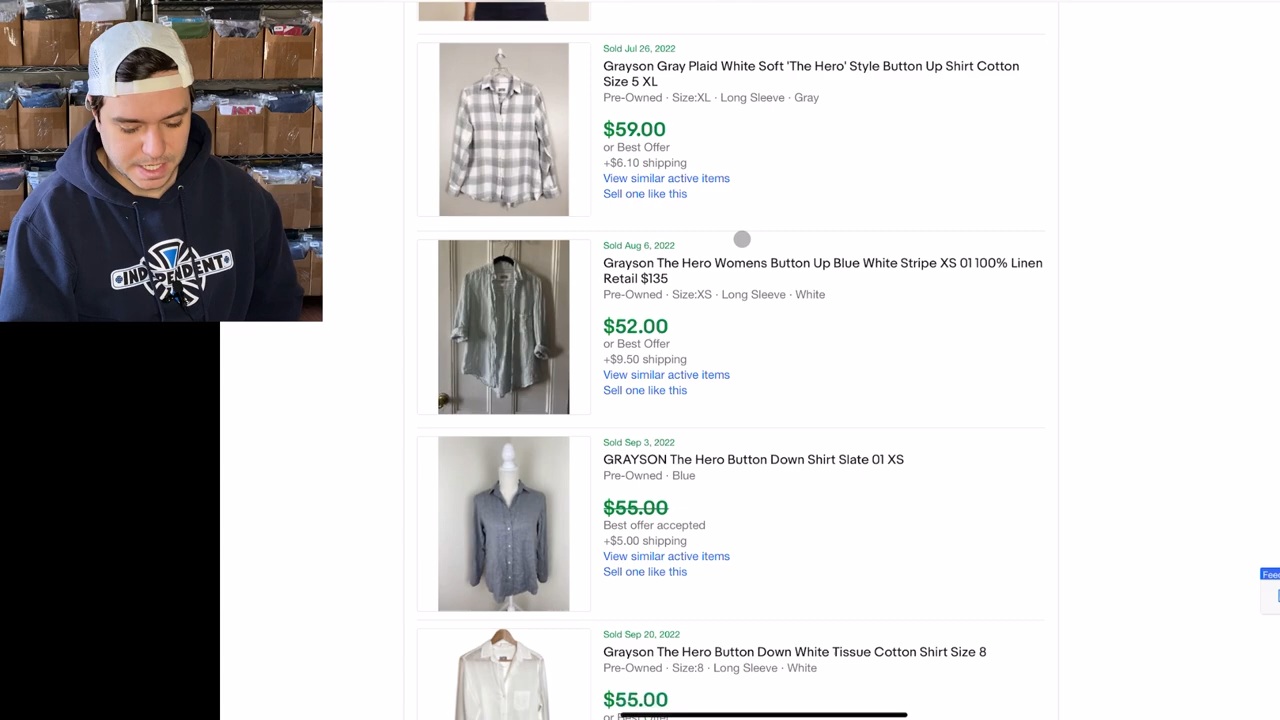 INDEPENDENT
Sold Jul 26, 2022
Grayson Gray Plaid White Soft 'The Hero' Style Button Up Shirt Cotton
Size 5 XL
Pre-Owned · Size:XL · Long Sleeve · Gray
$59.00
or Best Offer
+$6.10 shipping
View similar active items
Sell one like this
Sold Aug 6, 2022
Grayson The Hero Womens Button Up Blue White Stripe XS 01 100% Linen
Retail $135
Pre-Owned · Size:XS · Long Sleeve · White
$52.00
or Best Offer
+$9.50 shipping
View similar active items
Sell one like this
Sold Sep 3, 2022
GRAYSON The Hero Button Down Shirt Slate 01 XS
Pre-Owned · Blue
$55.00
Best offer accepted
+$5.00 shipping
View similar active items
Sell one like this
Sold Sep 20, 2022
Grayson The Hero Button Down White Tissue Cotton Shirt Size 8
Pre-Owned · Size:8 · Long Sleeve · White
$55.00
or Best Offer